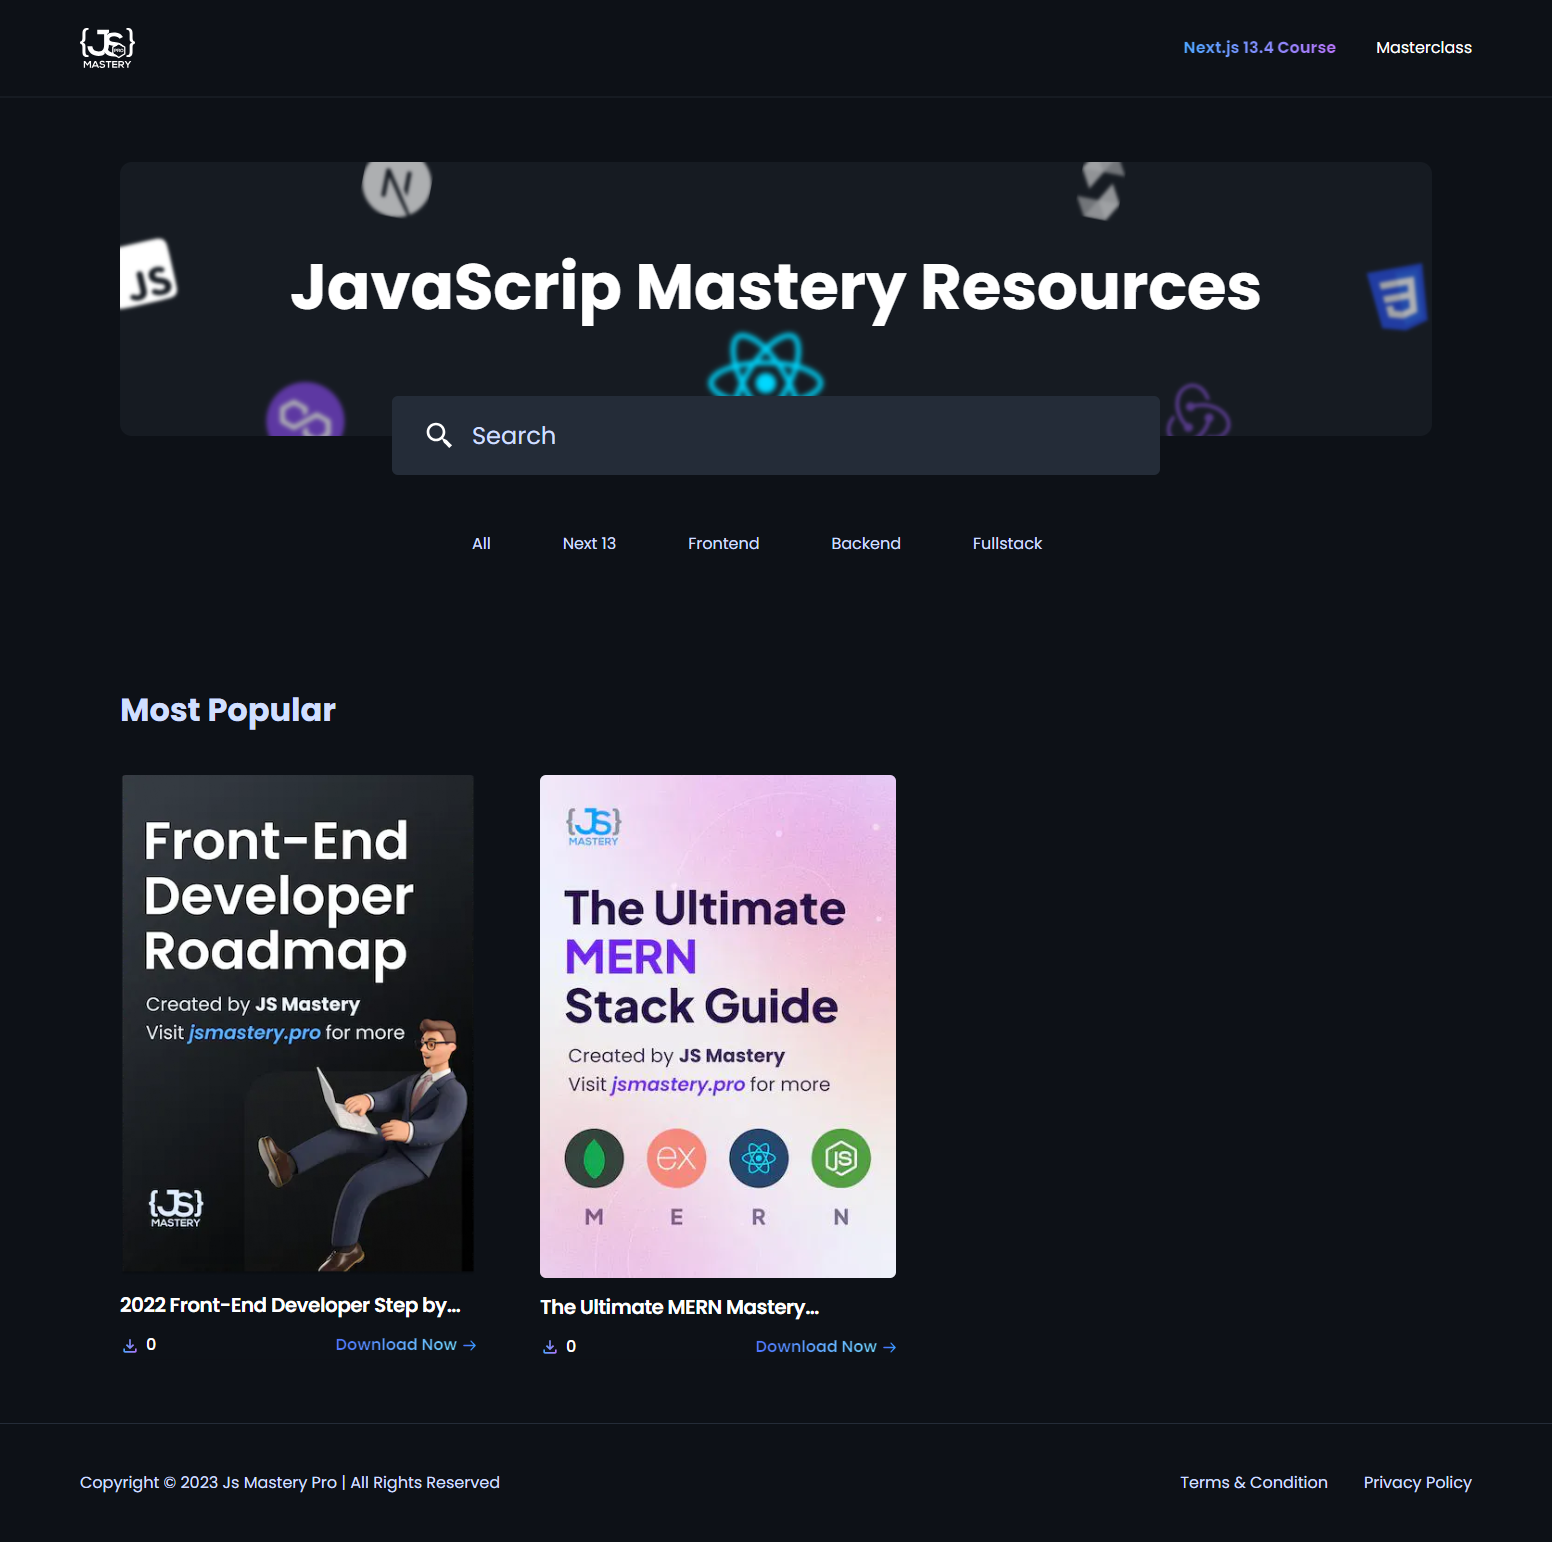 {JS} PRO
MASTERY
Next.js 13.4 Course
Masterclass
N
JS
JavaScrip Mastery Resources
Search
All
Next 13
Frontend
Backend
Fullstack
Most Popular
Front-End
Developer
Roadmap
Created by JS Mastery
Visit jsmastery.pro for more
{JS}
MASTERY
2022 Front-End Developer Step by...
0
Download Now →
{JS}
MASTERY
The Ultimate
MERN
Stack Guide
Created by JS Mastery
Visit jsmastery.pro for more
ex
JS
M E R N
The Ultimate MERN Mastery...
0
Download Now →
Copyright © 2023 Js Mastery Pro | All Rights Reserved
Terms & Condition
Privacy Policy